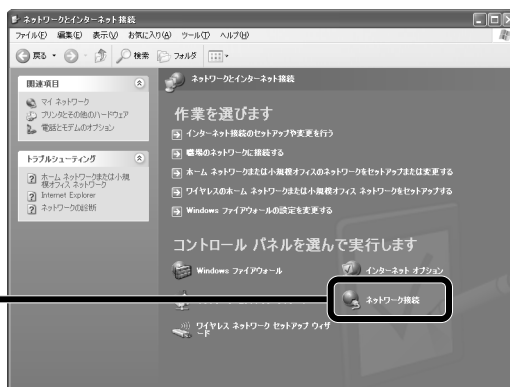 ネットワークとインターネット接続
ファイル(F) 編集(E) 表示(V) お気に入り(A) ツール(T) ヘルプ(H)
戻る 検索 フォルダ
関連項目
マイ ネットワーク
プリンタとその他のハードウェア
電話とモデムのオプション
トラブルシューティング
ホーム ネットワークまたは小規
模オフィス ネットワーク
Internet Explorer
ネットワークの診断
ネットワークとインターネット接続
作業を選びます
インターネット接続のセットアップや変更を行う
職場のネットワークに接続する
ホーム ネットワークまたは小規模オフィスのネットワークをセットアップまたは変更する
ワイヤレスのホーム ネットワークまたは小規模オフィス ネットワークをセットアップする
Windows ファイアウォールの設定を変更する
コントロール パネルを選んで実行します
Windows ファイアウォール
インターネット オプション
ネットワーク接続
ワイヤレス ネットワーク セットアップ ウィザ
ード